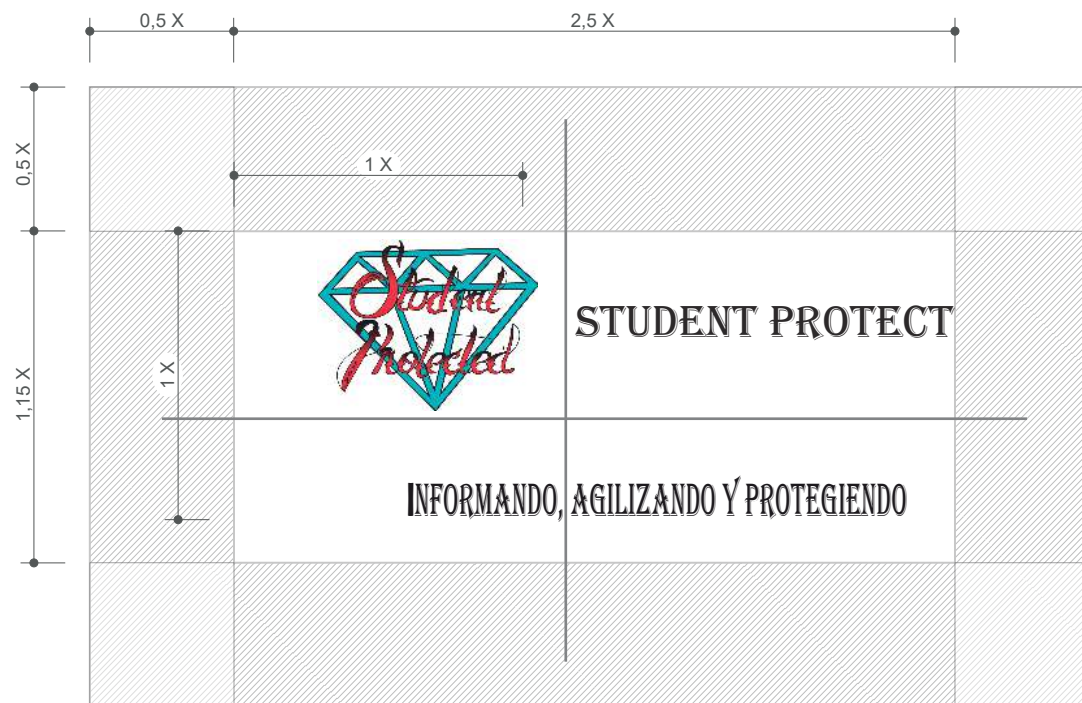 0,5 X
2,5 X
0,5 X
1 X
1,15 X
1 X
Student
Protected
STUDENT PROTECT
INFORMANDO, AGILIZANDO Y PROTEGIENDO